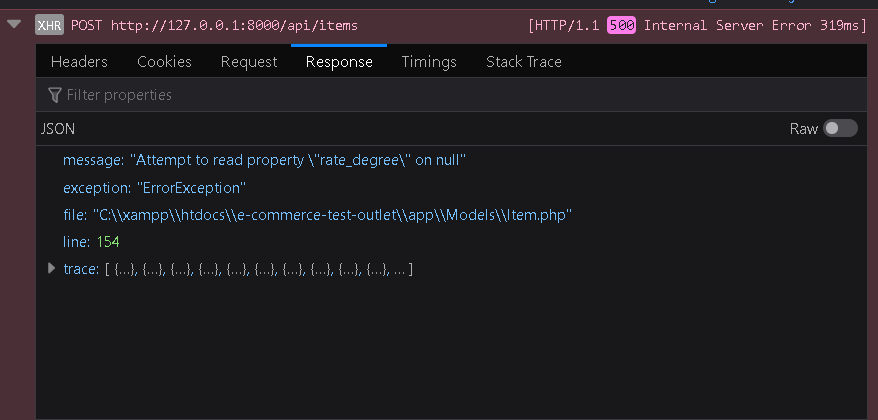 XHR POST http://127.0.0.1:8000/api/items [HTTP/1.1 500 Internal Server Error 319ms]
Headers Cookies Request Response Timings Stack Trace
Filter properties
JSON Raw
message: "Attempt to read property \"rate_degree\" on null"
exception: "ErrorException"
file: "C:\\xampp\\htdocs\\e-commerce-test-outlet\\app\\Models\\Item.php"
line: 154
trace: [ {…}, {…}, {…}, {…}, {…}, {…}, {…}, {…}, {…}, {…}, … ]